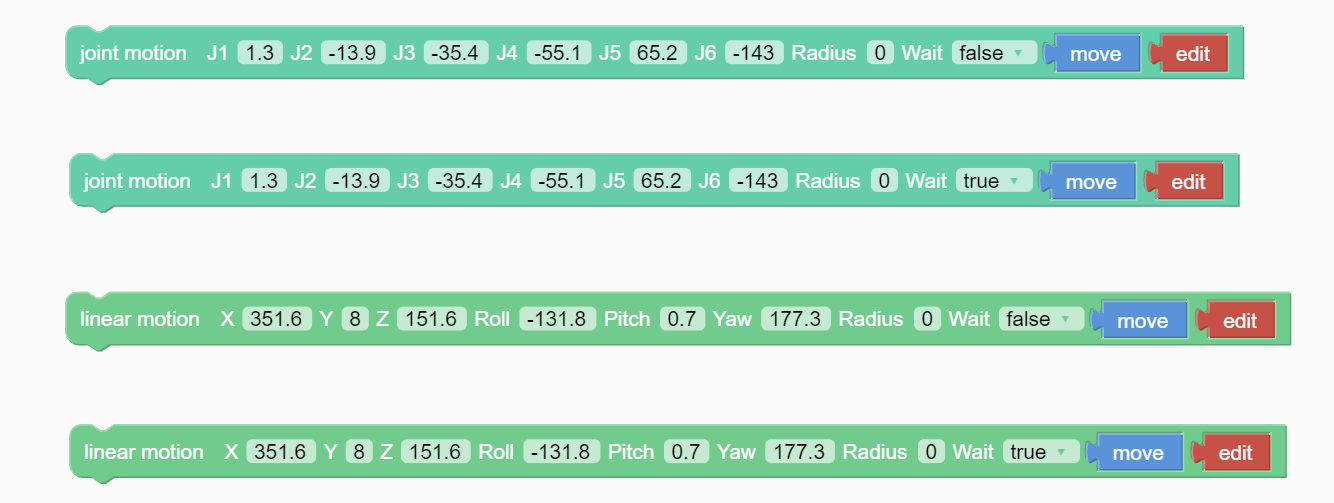 joint motion J1 1.3 J2 -13.9 J3 -35.4 J4 -55.1 J5 65.2 J6 -143 Radius 0 Wait false move edit
joint motion J1 1.3 J2 -13.9 J3 -35.4 J4 -55.1 J5 65.2 J6 -143 Radius 0 Wait true move edit
linear motion X 351.6 Y 8 Z 151.6 Roll -131.8 Pitch 0.7 Yaw 177.3 Radius 0 Wait false move edit
linear motion X 351.6 Y 8 Z 151.6 Roll -131.8 Pitch 0.7 Yaw 177.3 Radius 0 Wait true move edit